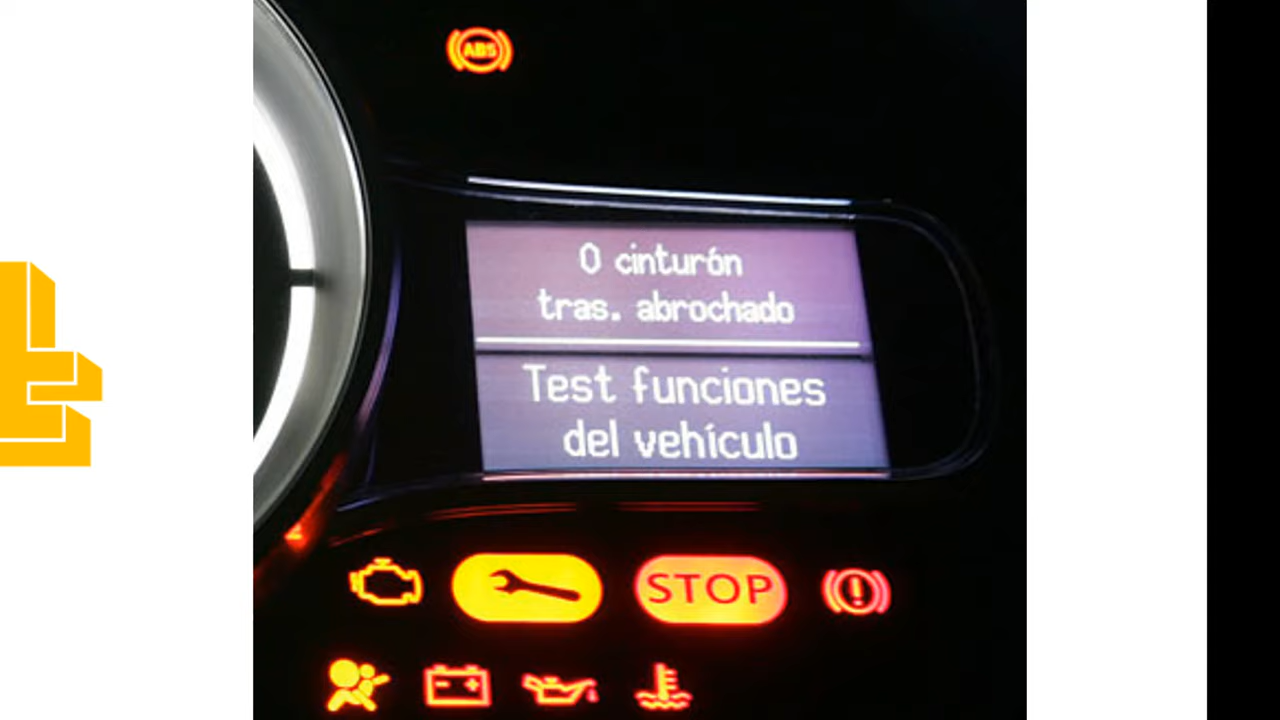 ABS
0 cinturón
tras. abrochado
Test funciones
del vehículo
STOP